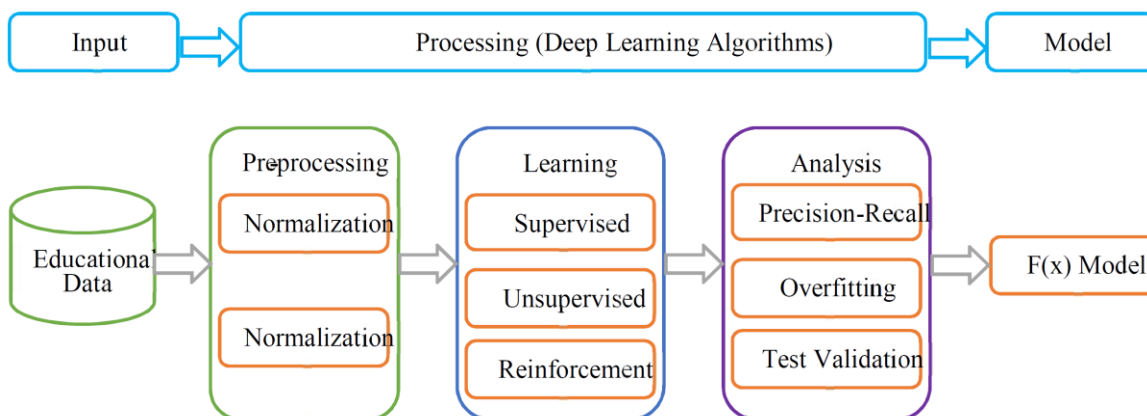 Input
Processing (Deep Learning Algorithms)
Model
Preprocessing
Learning
Analysis
Normalization
Supervised
Precision-Recall
Educational
Data
Unsupervised
Overfitting
F(x) Model
Normalization
Reinforcement
Test Validation